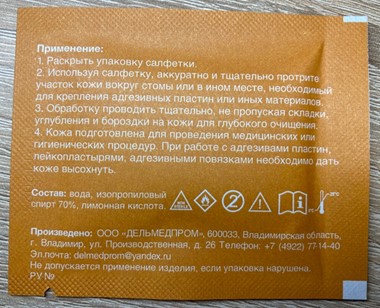 Применение:
1. Раскрыть упаковку салфетки.
2. Используя салфетку, аккуратно и тщательно протрите
участок кожи вокруг стомы или в ином месте, необходимый
для крепления адгезивных пластин или иных материалов.
3. Обработку проводить тщательно, не пропуская складки,
углубления и бороздки на кожи для глубокого очищения.
4. Кожа подготовлена для проведения медицинских или
гигиенических процедур. При работе с адгезивами пластин,
лейкопластырями, адгезивными повязками необходимо дать
коже высохнуть.
Состав: вода, изопропиловый
спирт 70%, лимонная кислота.
Произведено: ООО «ДЕЛЬМЕДПРОМ», 600033, Владимирская область,
г. Владимир, ул. Производственная, д. 26 Телефон: +7 (4922) 77-14-40
Эл.почта: delmedprom@yandex.ru
Не допускается применение изделия, если упаковка нарушена.
РУ №